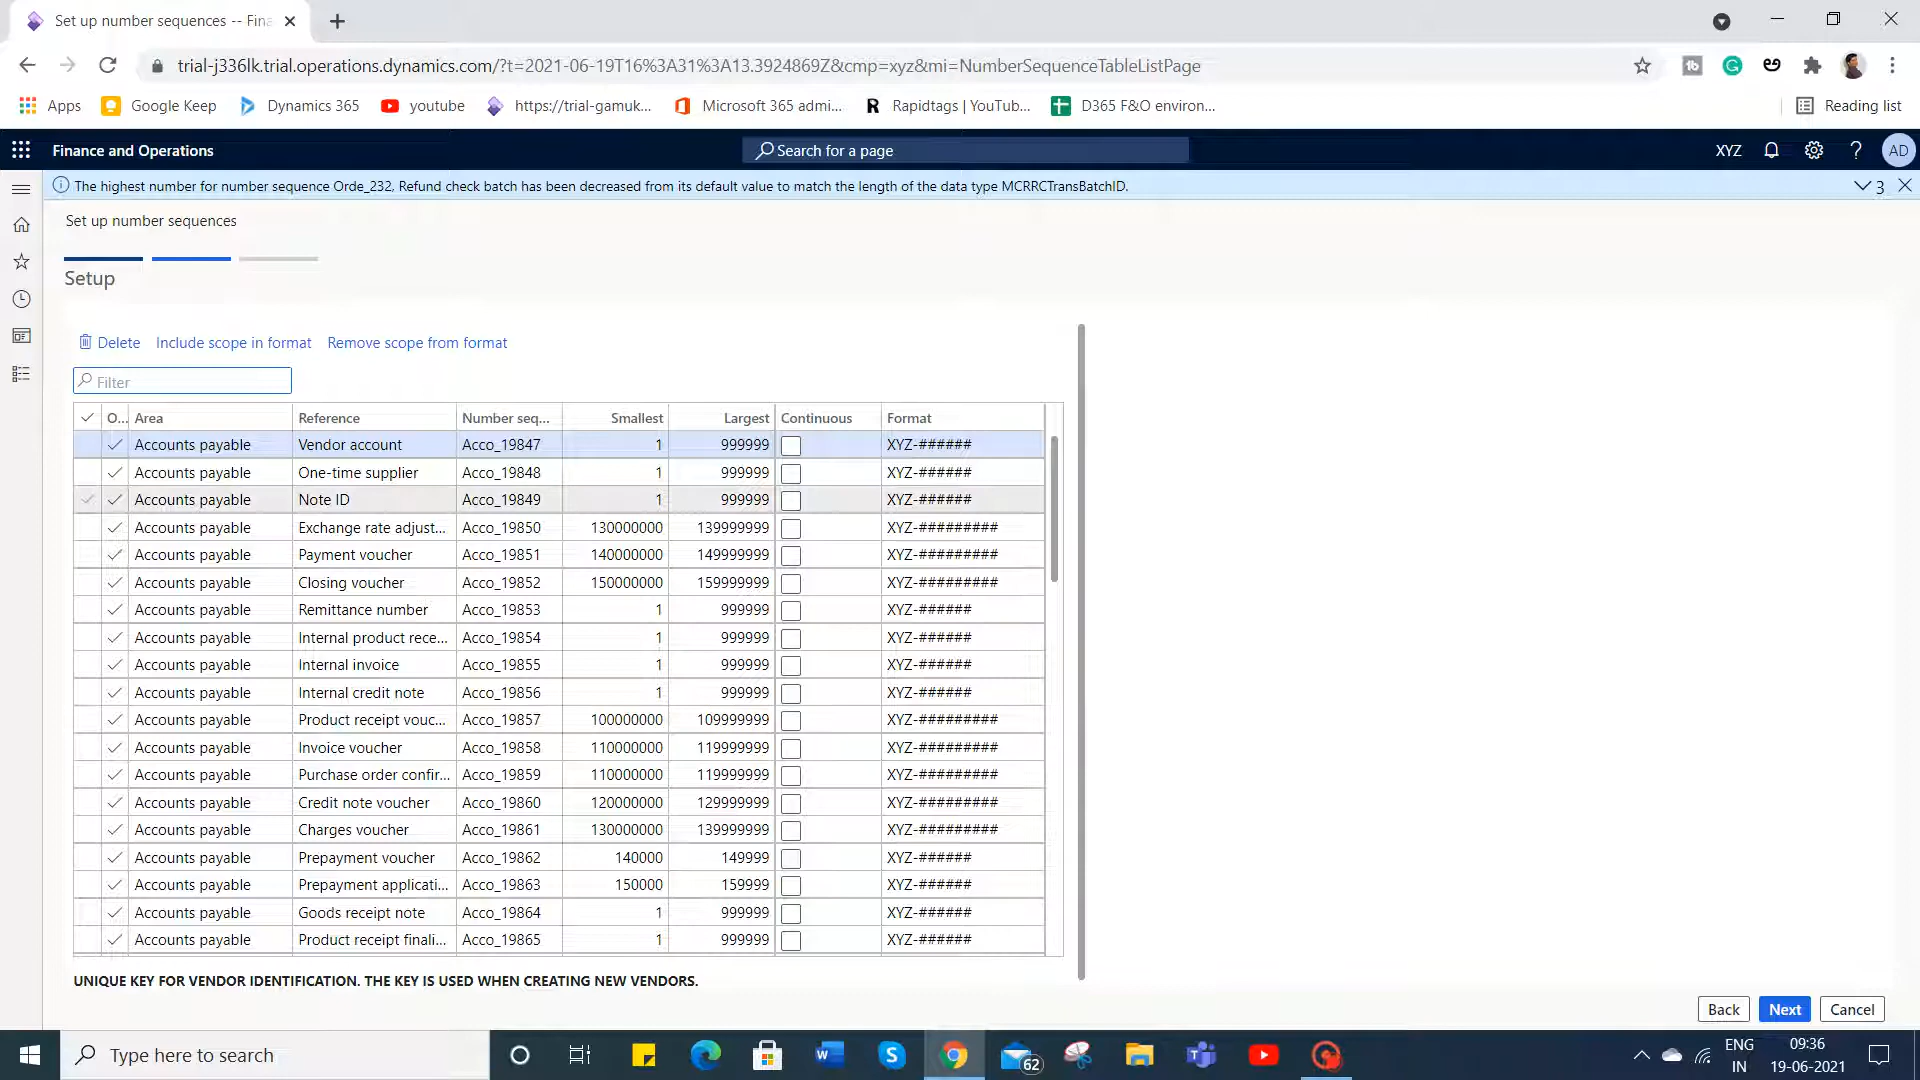 Set up number sequences -- Fina
trial-j336lk.trial.operations.dynamics.com/?t=2021-06-19T16%3A31%3A13.3924869Z&cmp=xyz&mi=NumberSequenceTableListPage
Apps Google Keep Dynamics 365 youtube https://trial-gamuk... Microsoft 365 admi... Rapidtags | YouTub... D365 F&O environ... Reading list
Finance and Operations Search for a page XYZ ? AD
The highest number for number sequence Orde_232, Refund check batch has been decreased from its default value to match the length of the data type MCRRCTransBatchID. 3
Set up number sequences
Setup
Delete Include scope in format Remove scope from format
Filter
O... Area Reference Number seq... Smallest Largest Continuous Format
Accounts payable Vendor account Acco_19847 1 999999 XYZ-######
Accounts payable One-time supplier Acco_19848 1 999999 XYZ-######
Accounts payable Note ID Acco_19849 1 999999 XYZ-######
Accounts payable Exchange rate adjust... Acco_19850 130000000 139999999 XYZ-#########
Accounts payable Payment voucher Acco_19851 140000000 149999999 XYZ-#########
Accounts payable Closing voucher Acco_19852 150000000 159999999 XYZ-#########
Accounts payable Remittance number Acco_19853 1 999999 XYZ-######
Accounts payable Internal product rece... Acco_19854 1 999999 XYZ-######
Accounts payable Internal invoice Acco_19855 1 999999 XYZ-######
Accounts payable Internal credit note Acco_19856 1 999999 XYZ-######
Accounts payable Product receipt vouc... Acco_19857 100000000 109999999 XYZ-#########
Accounts payable Invoice voucher Acco_19858 110000000 119999999 XYZ-#########
Accounts payable Purchase order confir... Acco_19859 110000000 119999999 XYZ-#########
Accounts payable Credit note voucher Acco_19860 120000000 129999999 XYZ-#########
Accounts payable Charges voucher Acco_19861 130000000 139999999 XYZ-#########
Accounts payable Prepayment voucher Acco_19862 140000 149999 XYZ-######
Accounts payable Prepayment applicati... Acco_19863 150000 159999 XYZ-######
Accounts payable Goods receipt note Acco_19864 1 999999 XYZ-######
Accounts payable Product receipt finali... Acco_19865 1 999999 XYZ-######
UNIQUE KEY FOR VENDOR IDENTIFICATION. THE KEY IS USED WHEN CREATING NEW VENDORS.
Back Next Cancel
Type here to search 62 ENG 09:36
IN 19-06-2021